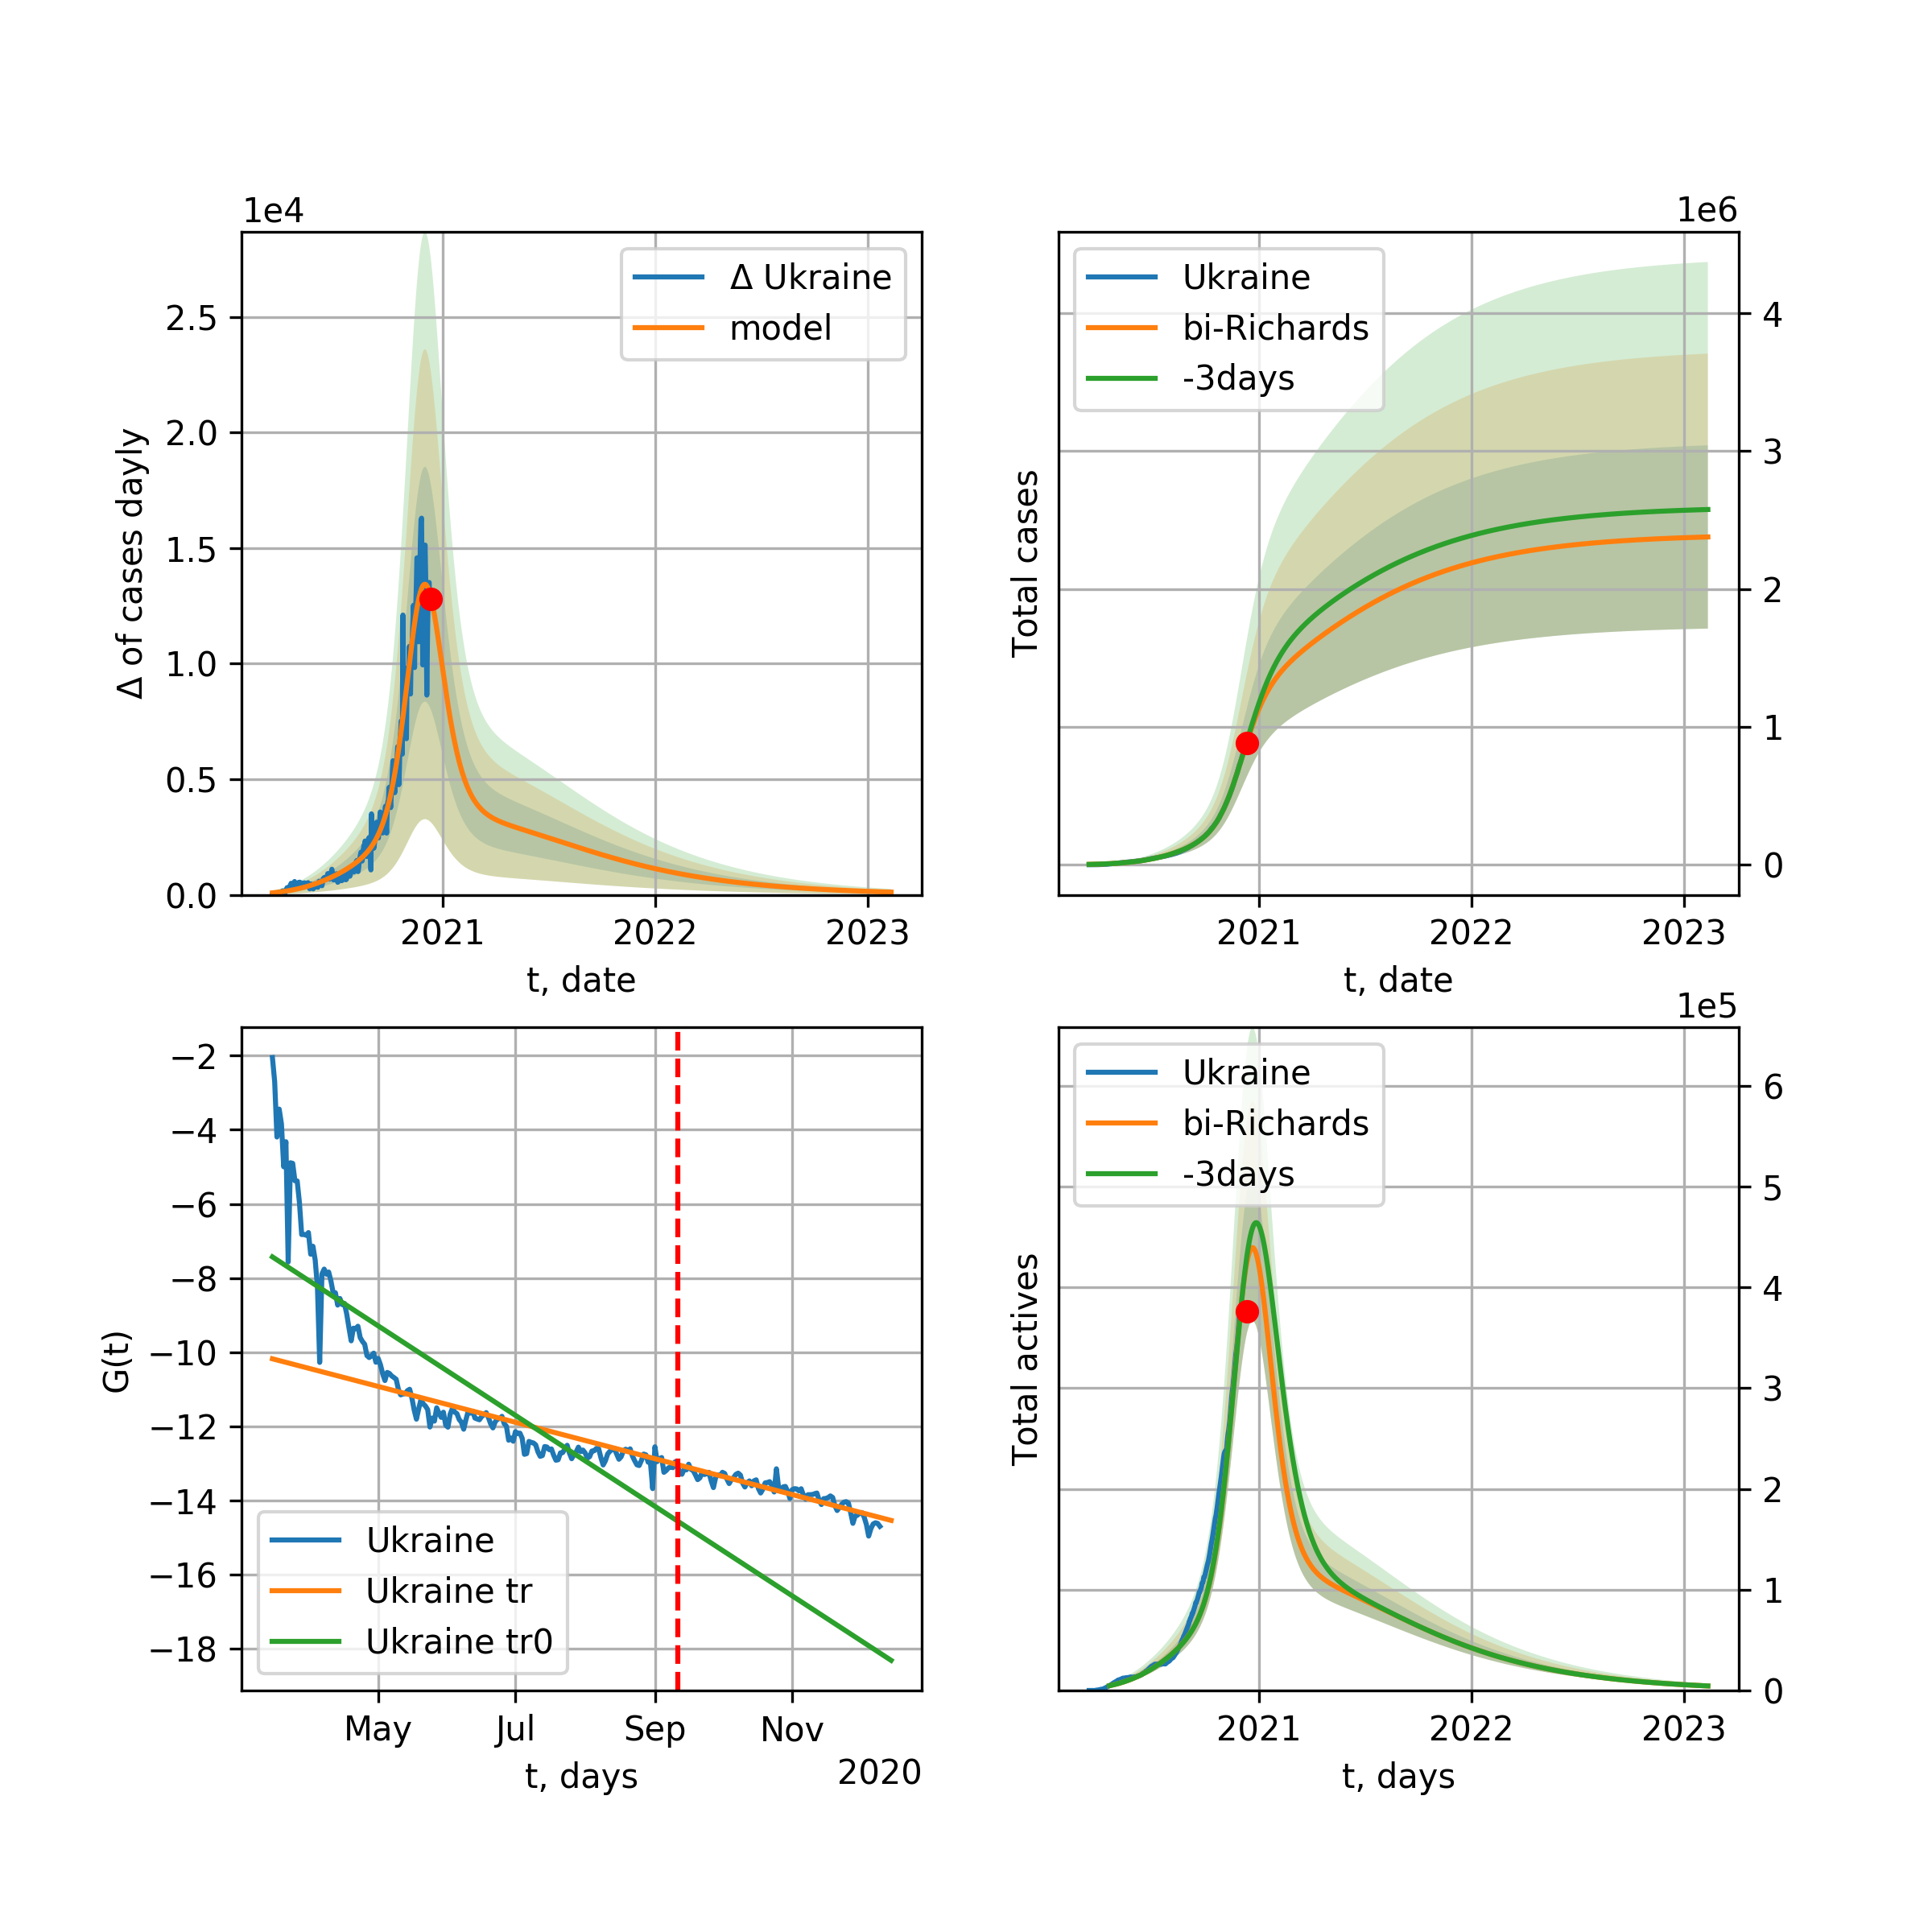 1e4
Δ of cases dayly
2.5
2.0
1.5
1.0
0.5
0.0
Δ Ukraine
model
2021
2022
2023
t, date
1e6
Ukraine
bi-Richards
-3days
Total cases
4
3
2
1
0
2021
2022
2023
t, date
G(t)
−2
−4
−6
−8
−10
−12
−14
−16
−18
Ukraine
Ukraine tr
Ukraine tr0
May
Jul
Sep
Nov
t, days
2020
1e5
Ukraine
bi-Richards
-3days
Total actives
6
5
4
3
2
1
0
2021
2022
2023
t, days